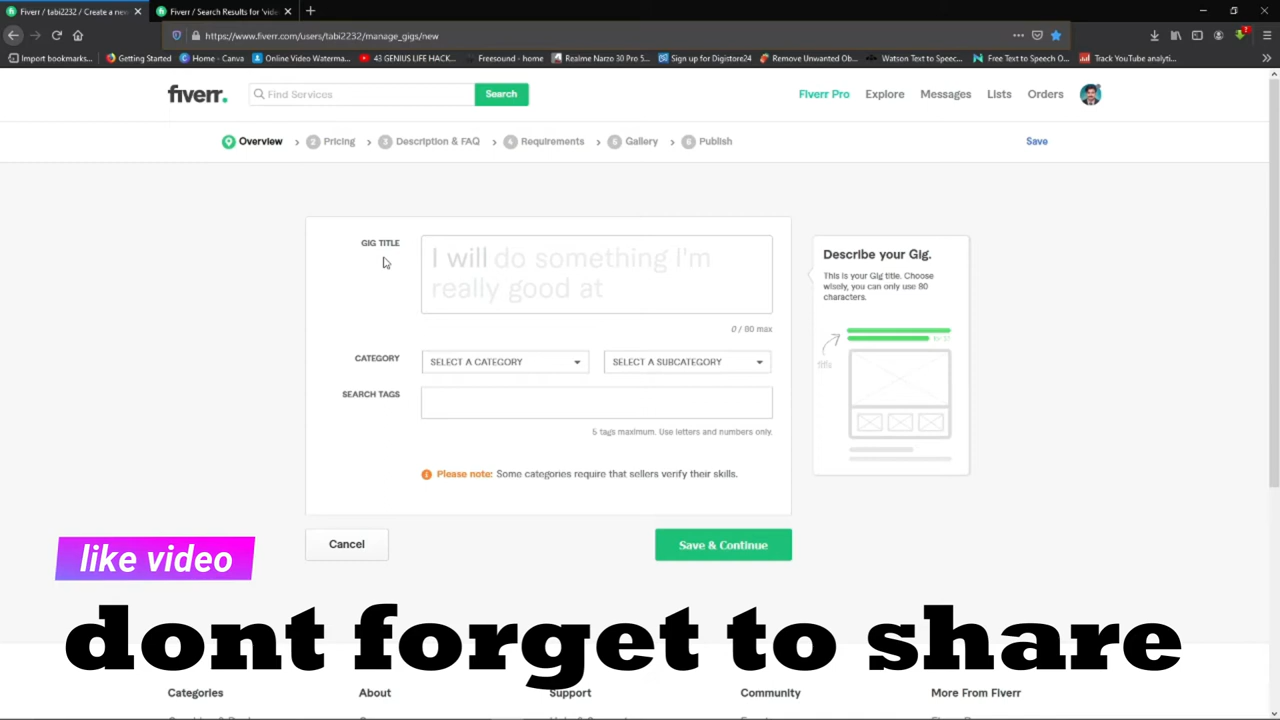 Fiverr / tabi2232 / Create a new
Fiverr / Search Results for 'vide
https://www.fiverr.com/users/tabi2232/manage_gigs/new
Import bookmarks...
Getting Started
Home - Canva
Online Video Waterma...
43 GENIUS LIFE HACK...
Freesound - home
Realme Narzo 30 Pro 5...
Sign up for Digistore24
Remove Unwanted Ob...
Watson Text to Speec...
Free Text to Speech O...
Track YouTube analyti...
fiverr.
Find Services
Search
Fiverr Pro
Explore
Messages
Lists
Orders
Overview
2 Pricing
3 Description & FAQ
4 Requirements
5 Gallery
6 Publish
Save
GIG TITLE
I will do something I'm
really good at
0 / 80 max
CATEGORY
SELECT A CATEGORY
SELECT A SUBCATEGORY
SEARCH TAGS
5 tags maximum. Use letters and numbers only.
Please note: Some categories require that sellers verify their skills.
Cancel
Save & Continue
Describe your Gig.
This is your Gig title. Choose
wisely, you can only use 80
characters.
title
like video
dont forget to share
Categories
About
Support
Community
More From Fiverr